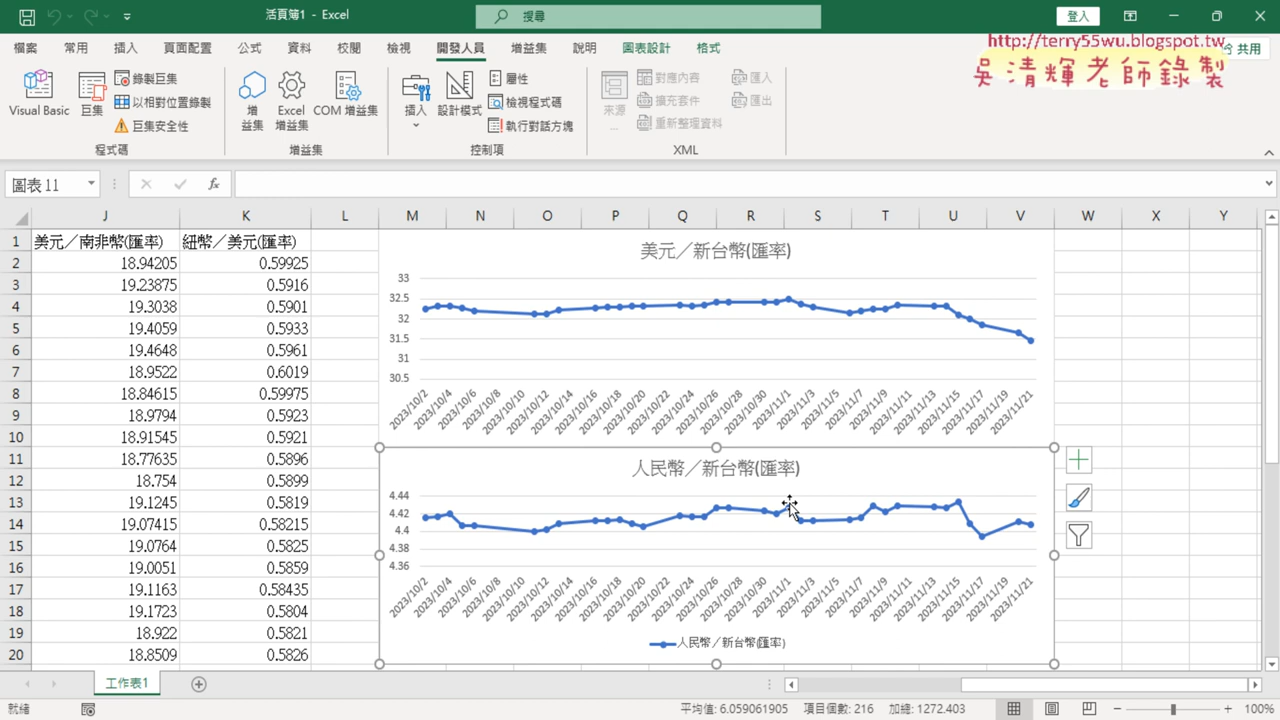 活頁簿1 - Excel
搜尋
登入
檔案 常用 插入 頁面配置 公式 資料 校閱 檢視 開發人員 增益集 說明 圖表設計 格式
共用
http://terry55wu.blogspot.tw
吳清輝老師錄製
Visual Basic
巨集
錄製巨集
以相對位置錄製
巨集安全性
程式碼
增益集
Excel 增益集
COM 增益集
增益集
插入
設計模式
屬性
檢視程式碼
執行對話方塊
控制項
來源
對應內容
擴充套件
重新整理資料
匯入
匯出
XML
圖表 11
fx
J K L M N O P Q R S T U V W X Y
1 美元／南非幣(匯率) 紐幣／美元(匯率)
2 18.94205 0.59925
3 19.23875 0.5916
4 19.3038 0.5901
5 19.4059 0.5933
6 19.4648 0.5961
7 18.9522 0.6019
8 18.84615 0.59975
9 18.9794 0.5923
10 18.91545 0.5921
11 18.77635 0.5896
12 18.754 0.5899
13 19.1245 0.5819
14 19.07415 0.58215
15 19.0764 0.5825
16 19.0051 0.5859
17 19.1163 0.58435
18 19.1723 0.5804
19 18.922 0.5821
20 18.8509 0.5826
美元／新台幣(匯率)
33
32.5
32
31.5
31
30.5
2023/10/2 2023/10/4 2023/10/6 2023/10/8 2023/10/10 2023/10/12 2023/10/14 2023/10/16 2023/10/18 2023/10/20 2023/10/22 2023/10/24 2023/10/26 2023/10/28 2023/10/30 2023/11/1 2023/11/3 2023/11/5 2023/11/7 2023/11/9 2023/11/11 2023/11/13 2023/11/15 2023/11/17 2023/11/19 2023/11/21
人民幣／新台幣(匯率)
4.44
4.42
4.4
4.38
4.36
2023/10/2 2023/10/4 2023/10/6 2023/10/8 2023/10/10 2023/10/12 2023/10/14 2023/10/16 2023/10/18 2023/10/20 2023/10/22 2023/10/24 2023/10/26 2023/10/28 2023/10/30 2023/11/1 2023/11/3 2023/11/5 2023/11/7 2023/11/9 2023/11/11 2023/11/13 2023/11/15 2023/11/17 2023/11/19 2023/11/21
人民幣／新台幣(匯率)
工作表1
就緒
平均值: 6.059061905 項目個數: 216 加總: 1272.403
100%